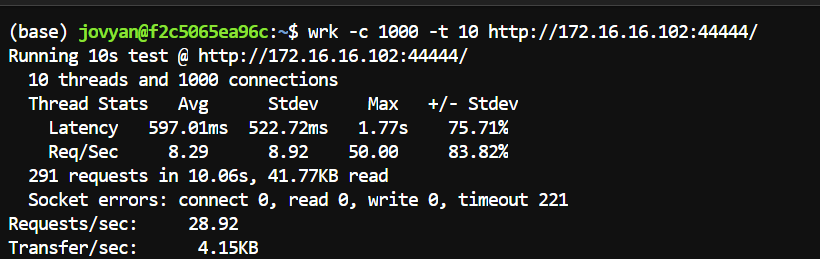 (base) jovyan@f2c5065ea96c:~$ wrk -c 1000 -t 10 http://172.16.16.102:44444/
Running 10s test @ http://172.16.16.102:44444/
  10 threads and 1000 connections
  Thread Stats   Avg      Stdev     Max   +/- Stdev
    Latency   597.01ms  522.72ms   1.77s    75.71%
    Req/Sec     8.29      8.92    50.00     83.82%
  291 requests in 10.06s, 41.77KB read
  Socket errors: connect 0, read 0, write 0, timeout 221
Requests/sec:     28.92
Transfer/sec:      4.15KB